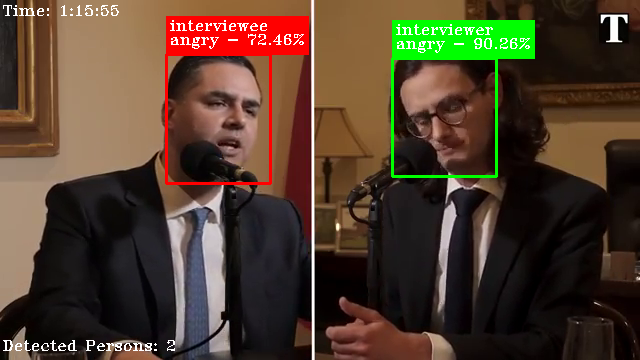 Time: 1:15:55
interviewee
angry - 72.46%
interviewer
angry - 90.26%
T
Detected Persons: 2